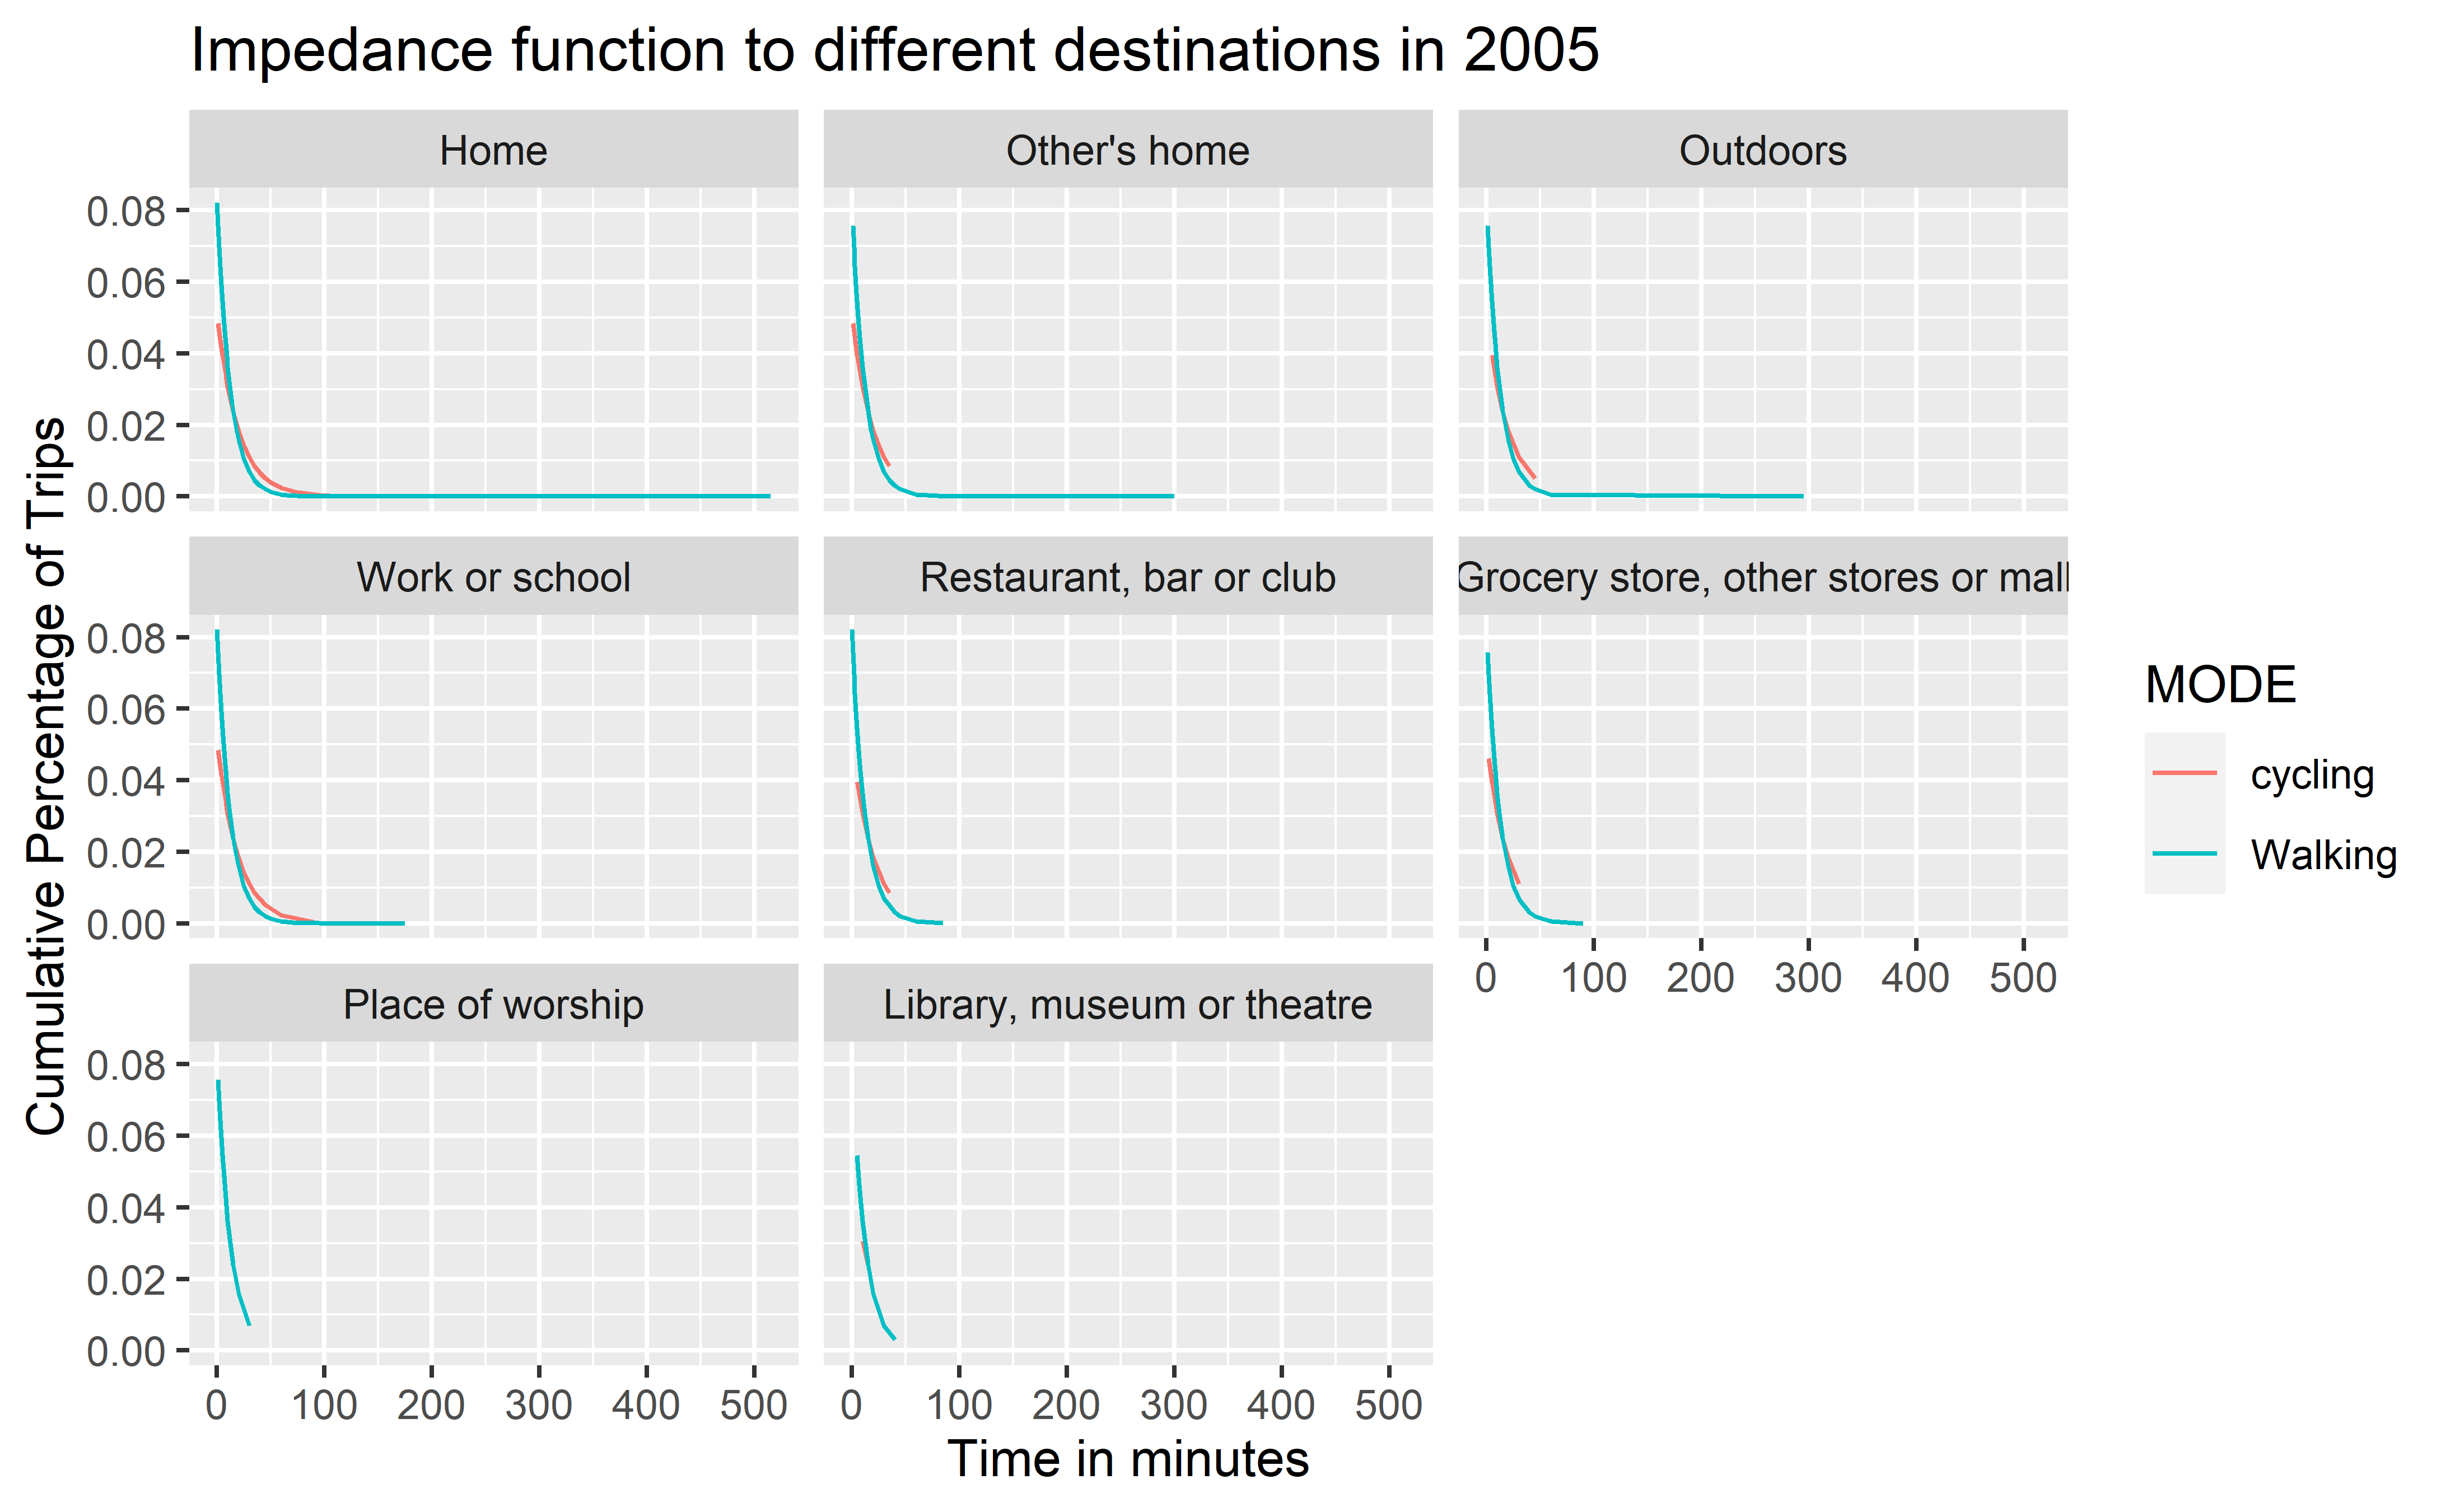 Impedance function to different destinations in 2005
Home
Other's home
Outdoors
0.08
0.06
0.04
0.02
0.00
Work or school
Restaurant, bar or club
Grocery store, other stores or mall
0.08
0.06
0.04
0.02
0.00
0 100 200 300 400 500
Place of worship
Library, museum or theatre
0.08
0.06
0.04
0.02
0.00
0 100 200 300 400 500
0 100 200 300 400 500
Time in minutes
Cumulative Percentage of Trips
MODE
cycling
Walking